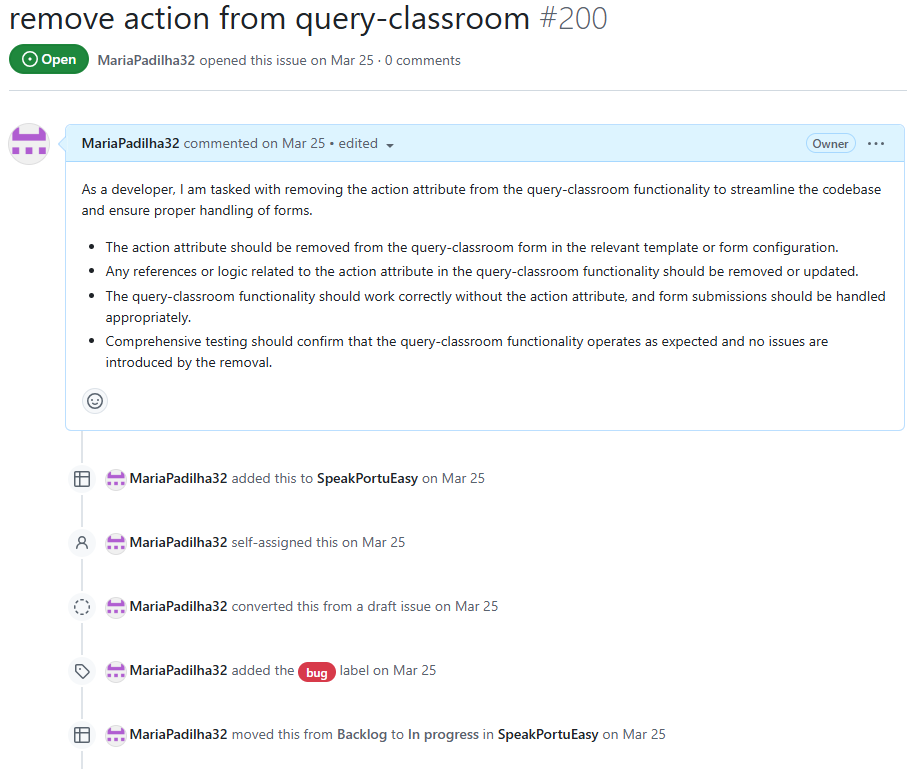 remove action from query-classroom #200
Open MariaPadilha32 opened this issue on Mar 25 · 0 comments
MariaPadilha32 commented on Mar 25 • edited Owner
As a developer, I am tasked with removing the action attribute from the query-classroom functionality to streamline the codebase
and ensure proper handling of forms.
• The action attribute should be removed from the query-classroom form in the relevant template or form configuration.
• Any references or logic related to the action attribute in the query-classroom functionality should be removed or updated.
• The query-classroom functionality should work correctly without the action attribute, and form submissions should be handled
appropriately.
• Comprehensive testing should confirm that the query-classroom functionality operates as expected and no issues are
introduced by the removal.
MariaPadilha32 added this to SpeakPortuEasy on Mar 25
MariaPadilha32 self-assigned this on Mar 25
MariaPadilha32 converted this from a draft issue on Mar 25
MariaPadilha32 added the bug label on Mar 25
MariaPadilha32 moved this from Backlog to In progress in SpeakPortuEasy on Mar 25